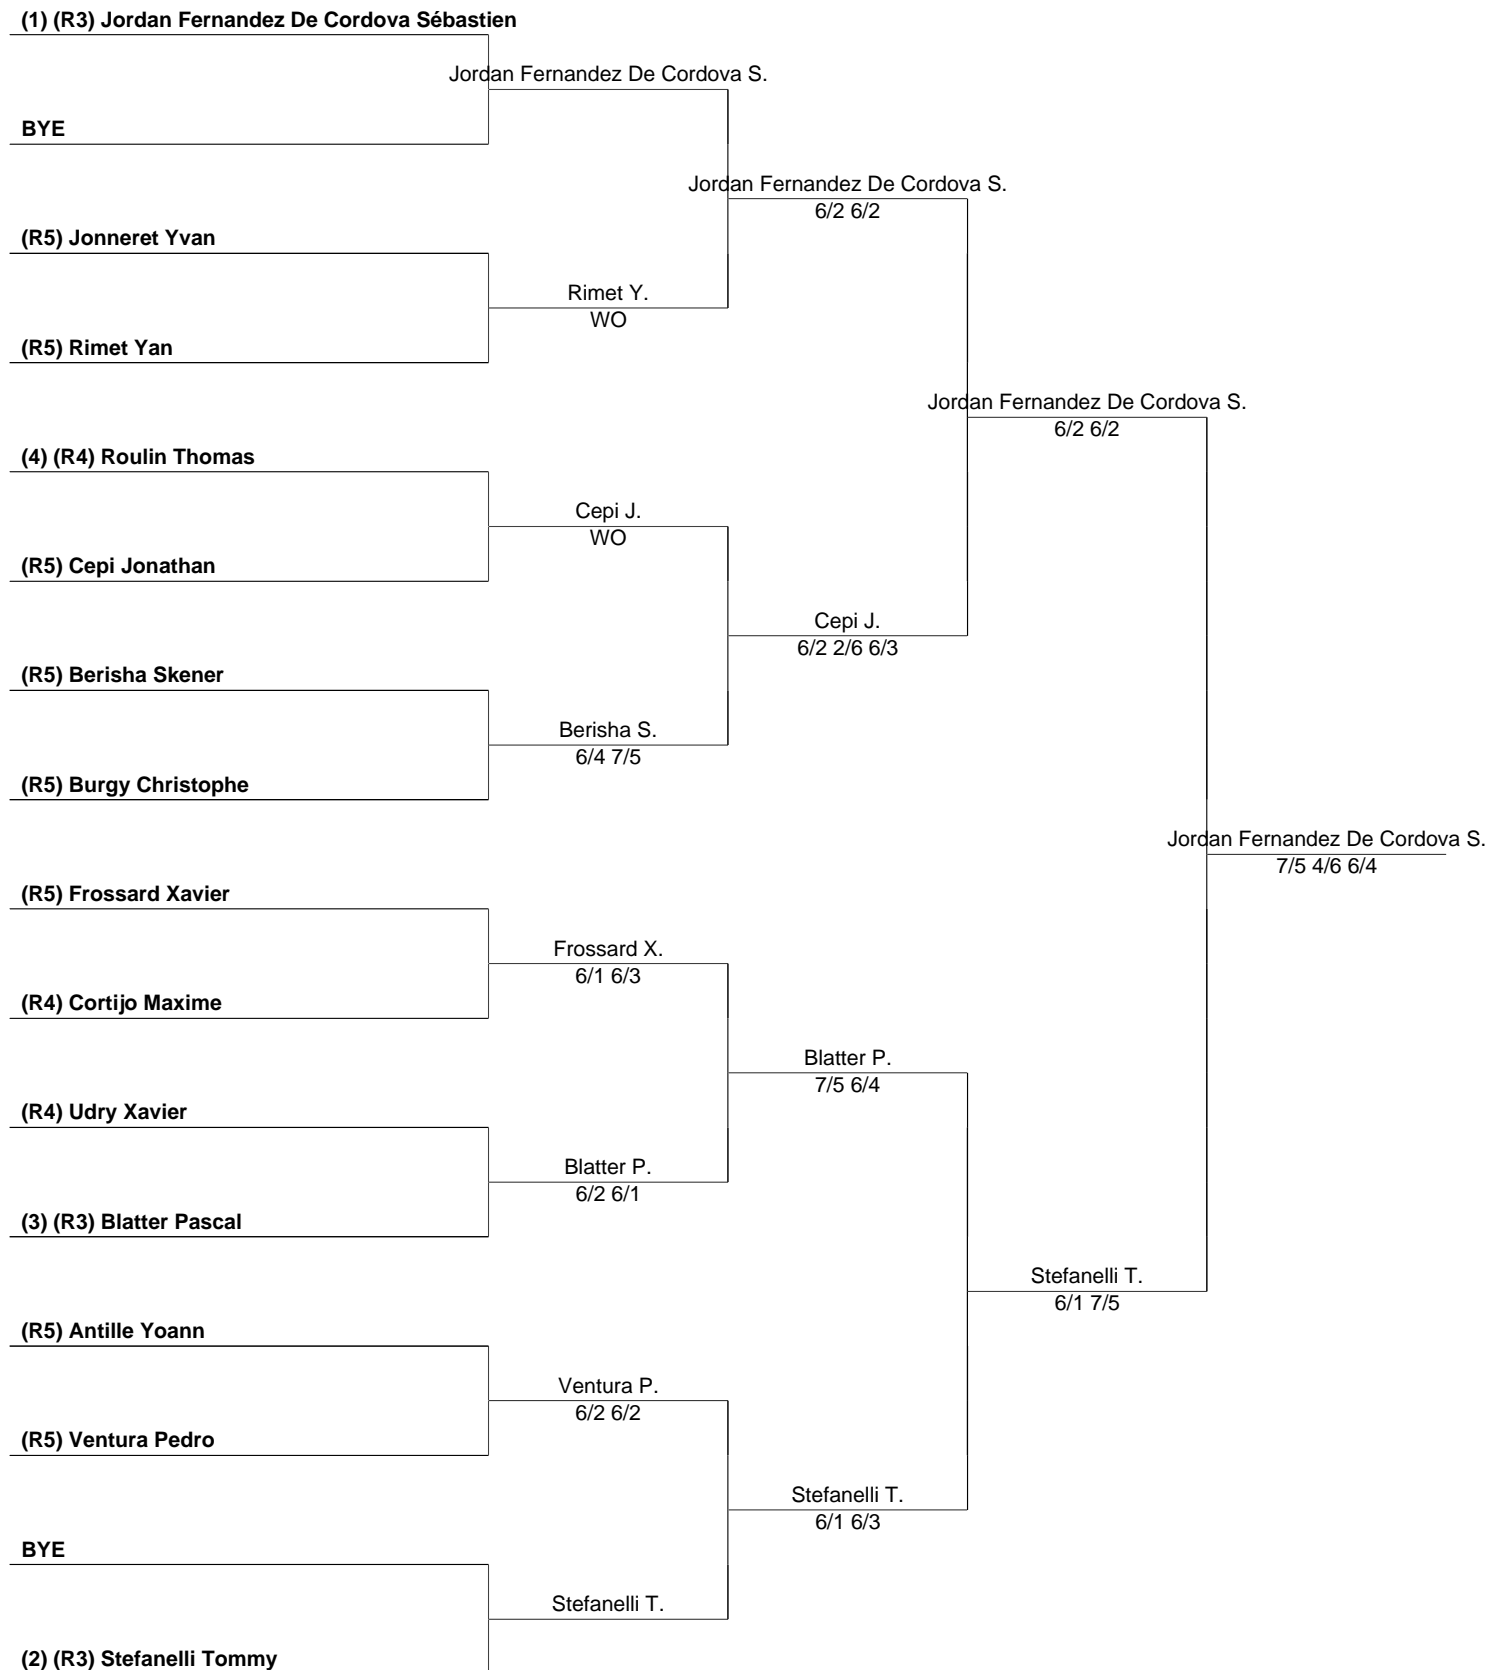 (1) (R3) Jordan Fernandez De Cordova Sébastien
Jordan Fernandez De Cordova S.
BYE
Jordan Fernandez De Cordova S.
6/2 6/2
(R5) Jonneret Yvan
Rimet Y.
WO
(R5) Rimet Yan
Jordan Fernandez De Cordova S.
6/2 6/2
(4) (R4) Roulin Thomas
Cepi J.
WO
(R5) Cepi Jonathan
Cepi J.
6/2 2/6 6/3
(R5) Berisha Skener
Berisha S.
6/4 7/5
(R5) Burgy Christophe
Jordan Fernandez De Cordova S.
7/5 4/6 6/4
(R5) Frossard Xavier
Frossard X.
6/1 6/3
(R4) Cortijo Maxime
Blatter P.
7/5 6/4
(R4) Udry Xavier
Blatter P.
6/2 6/1
(3) (R3) Blatter Pascal
Stefanelli T.
6/1 7/5
(R5) Antille Yoann
Ventura P.
6/2 6/2
(R5) Ventura Pedro
Stefanelli T.
6/1 6/3
BYE
Stefanelli T.
(2) (R3) Stefanelli Tommy